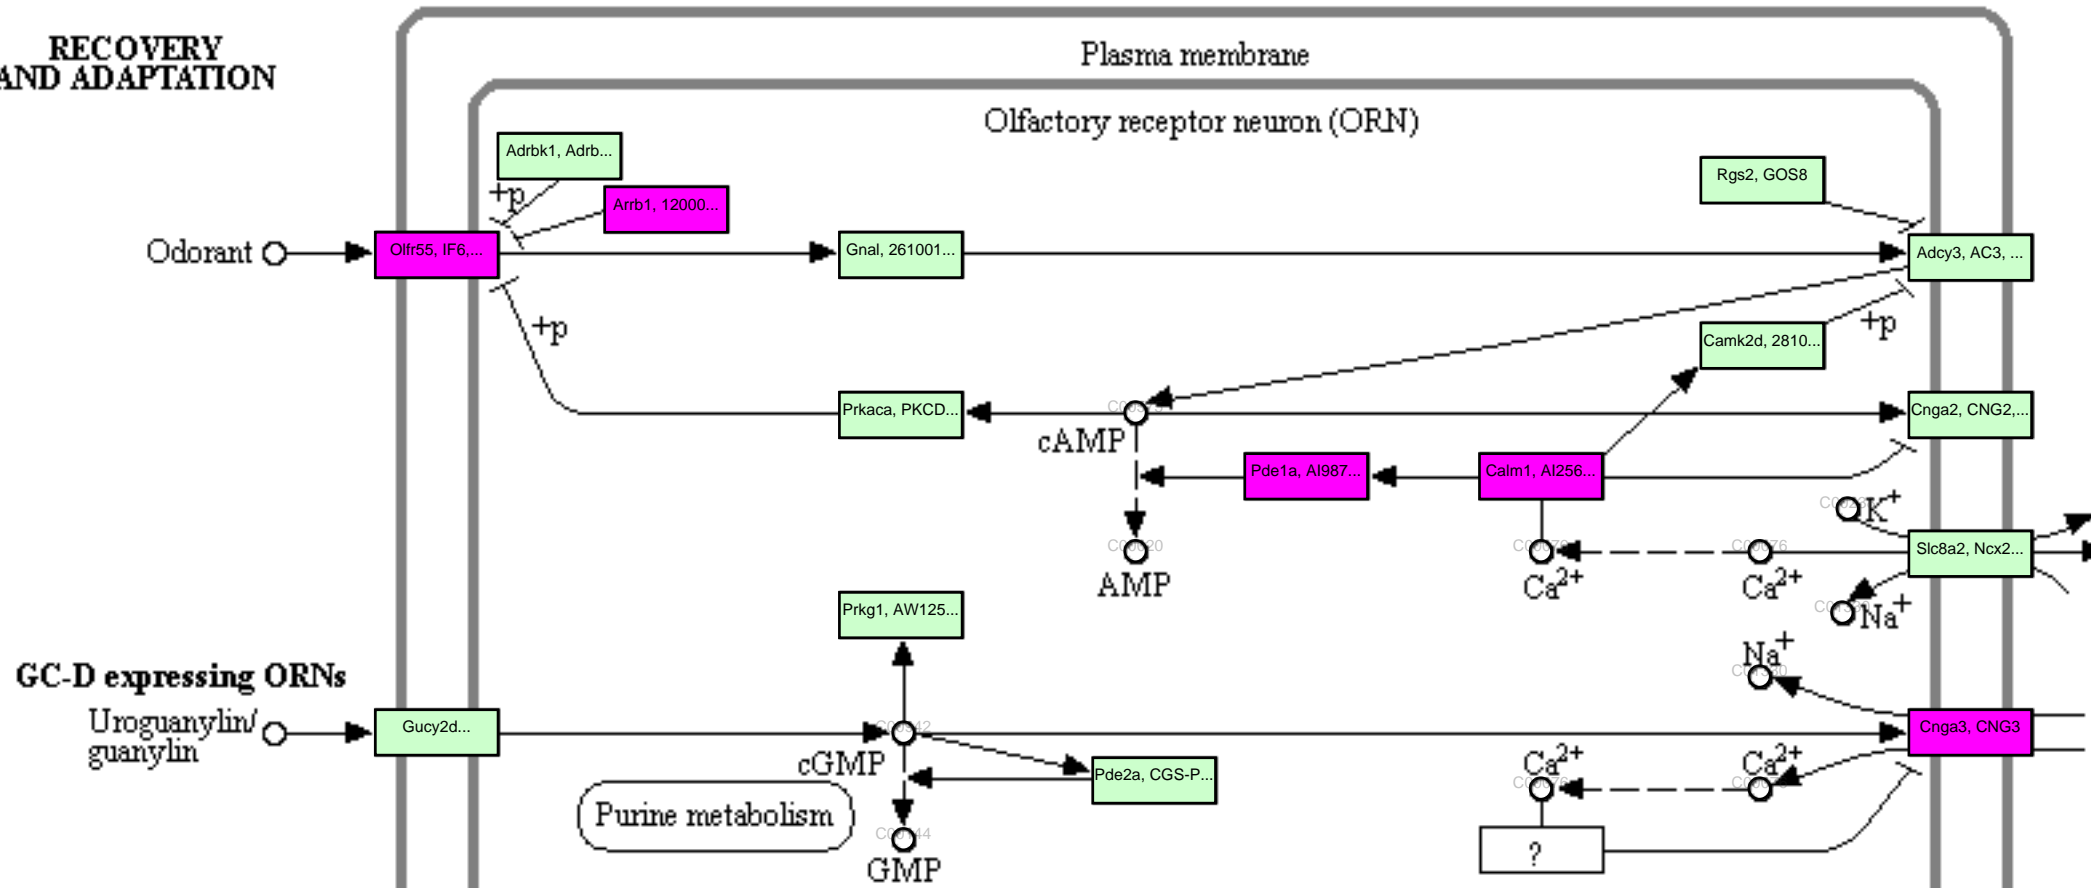 RECOVERY
AND ADAPTATION
Plasma membrane
Olfactory receptor neuron (ORN)
Adrbk1, Adrb...
+p
Arrb1, 12000...
Rgs2, GOS8
Odorant
Olfr55, IF6,...
Gnal, 261001...
Adcy3, AC3, ...
+p
Camk2d, 2810...
+p
Prkaca, PKCD...
cAMP
Cnga2, CNG2,...
Pde1a, AI987...
Calm1, AI256...
K+
C00020
AMP
Ca2+
C00076
Ca2+
Slc8a2, Ncx2...
Na+
Prkg1, AW125...
GC-D expressing ORNs
Na+
Uroguanylin/
guanylin
Gucy2d...
cGMP
Cnga3, CNG3
Pde2a, CGS-P...
Ca2+
Ca2+
Purine metabolism
C00144
GMP
?